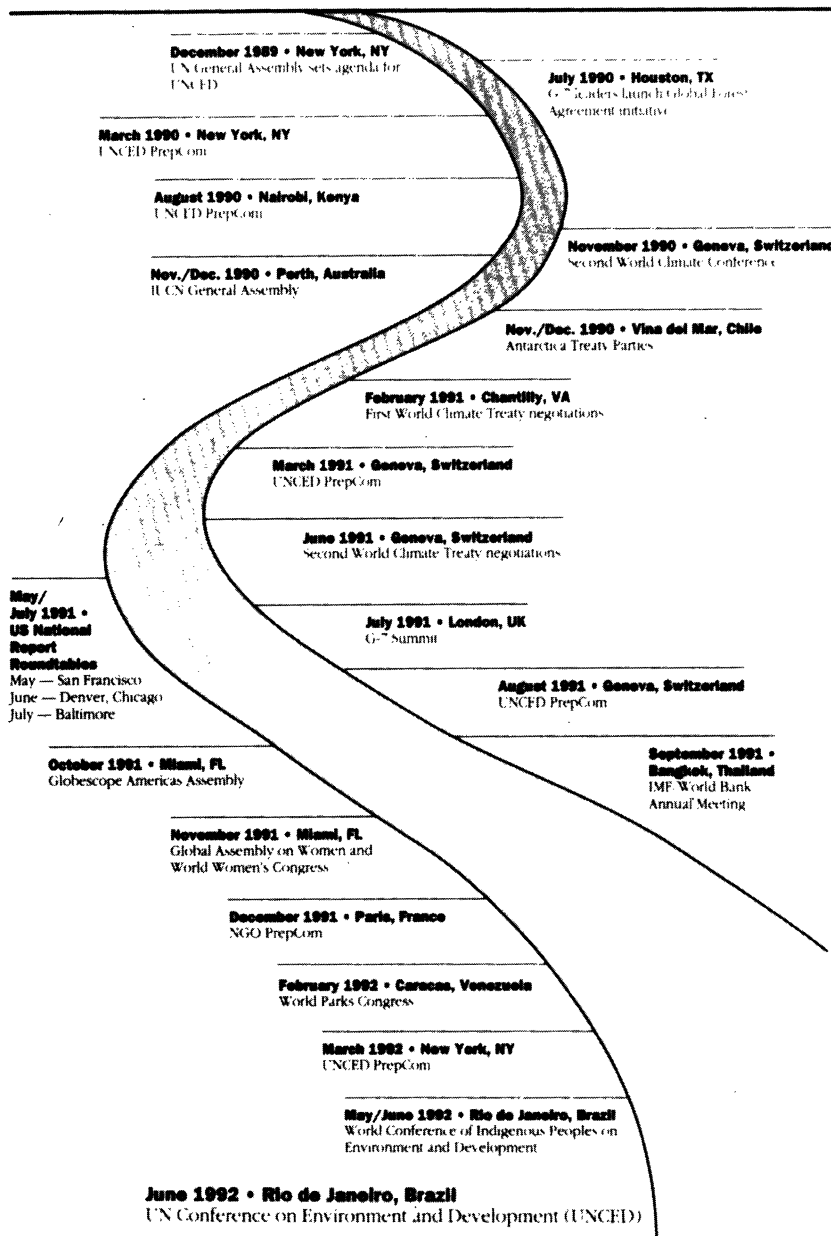 December 1989 • New York, NY
UN General Assembly sets agenda for
UNCED
July 1990 • Houston, TX
G-7 leaders launch Global Forest
Agreement initiative
March 1990 • New York, NY
UNCED PrepCom
August 1990 • Nairobi, Kenya
UNCED PrepCom
November 1990 • Geneva, Switzerland
Second World Climate Conference
Nov./Dec. 1990 • Perth, Australia
IUCN General Assembly
Nov./Dec. 1990 • Vina del Mar, Chile
Antarctica Treaty Parties
February 1991 • Chantilly, VA
First World Climate Treaty negotiations
March 1991 • Geneva, Switzerland
UNCED PrepCom
June 1991 • Geneva, Switzerland
Second World Climate Treaty negotiations
May/
July 1991 •
US National
Report
Roundtables
May — San Francisco
June — Denver, Chicago
July — Baltimore
July 1991 • London, UK
G-7 Summit
August 1991 • Geneva, Switzerland
UNCED PrepCom
September 1991 •
Bangkok, Thailand
IMF-World Bank
Annual Meeting
October 1991 • Miami, FL
Globescope Americas Assembly
November 1991 • Miami, FL
Global Assembly on Women and
World Women's Congress
December 1991 • Paris, France
NGO PrepCom
February 1992 • Caracas, Venezuela
World Parks Congress
March 1992 • New York, NY
UNCED PrepCom
May/June 1992 • Rio de Janeiro, Brazil
World Conference of Indigenous Peoples on
Environment and Development
June 1992 • Rio de Janeiro, Brazil
UN Conference on Environment and Development (UNCED)